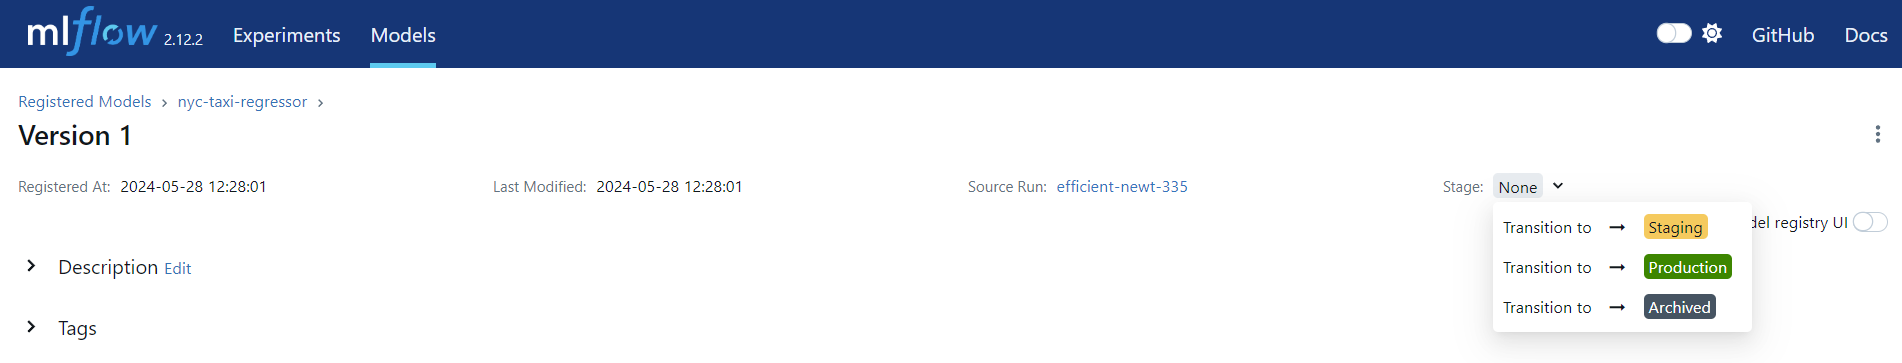 mlflow 2.12.2 Experiments Models GitHub Docs
Registered Models > nyc-taxi-regressor >
Version 1
Registered At: 2024-05-28 12:28:01 Last Modified: 2024-05-28 12:28:01 Source Run: efficient-newt-335 Stage: None
Transition to → Staging
del registry UI
Transition to → Production
Transition to → Archived
Description Edit
Tags